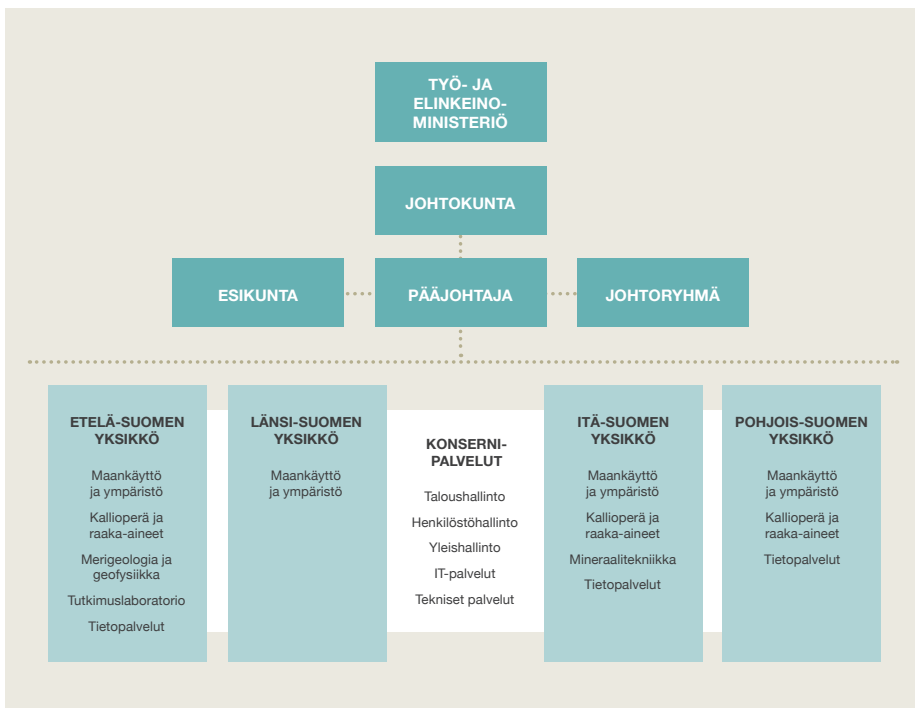 TYÖ- JA
ELINKEINO-
MINISTERIÖ
JOHTOKUNTA
ESIKUNTA
PÄÄJOHTAJA
JOHTORYHMÄ
ETELÄ-SUOMEN
YKSIKKÖ
Maankäyttö
ja ympäristö
Kallioperä ja
raaka-aineet
Merigeologia ja
geofysiikka
Tutkimuslaboratorio
Tietopalvelut
LÄNSI-SUOMEN
YKSIKKÖ
Maankäyttö
ja ympäristö
KONSERNI-
PALVELUT
Taloushallinto
Henkilöstöhallinto
Yleishallinto
IT-palvelut
Tekniset palvelut
ITÄ-SUOMEN
YKSIKKÖ
Maankäyttö
ja ympäristö
Kallioperä ja
raaka-aineet
Mineraalitekniikka
Tietopalvelut
POHJOIS-SUOMEN
YKSIKKÖ
Maankäyttö
ja ympäristö
Kallioperä ja
raaka-aineet
Tietopalvelut